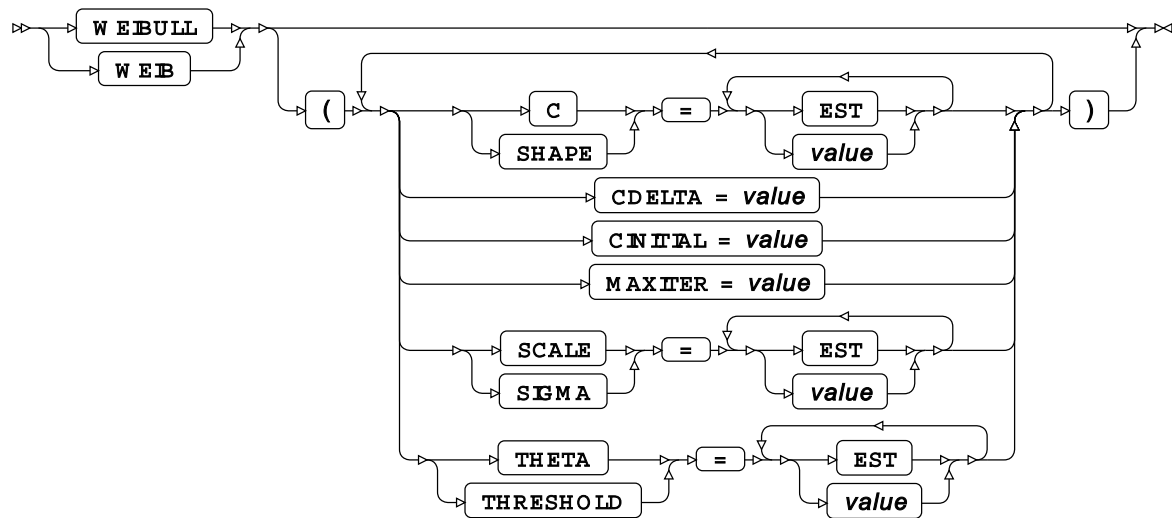 WEIBULL
WEIB
( C = EST )
SHAPE value
CDELTA = value
CINITIAL = value
MAXITER = value
SCALE = EST
SIGMA value
THETA = EST
THRESHOLD value